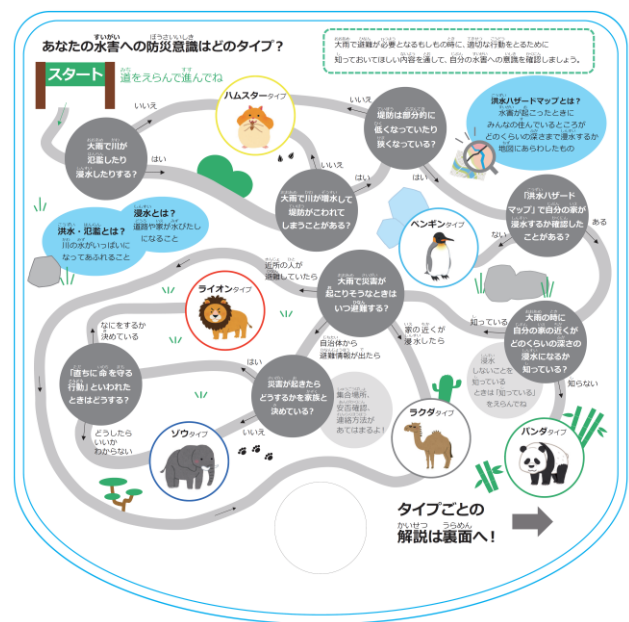 あなたの水害への防災意識はどのタイプ？
大雨で避難が必要となるもしもの時に、適切な行動をとるために
知っておいてほしい内容を通して、自分の水害への意識を確認しましょう。
スタート
道をえらんで進んでね
いいえ
ハムスタータイプ
大雨で川が
氾濫したり
浸水したりする？
はい
いいえ
大雨で川が増水して
堤防がこわれて
しまうことがある？
はい
いいえ
堤防は部分的に
低くなっていたり
狭くなっている？
はい
洪水ハザードマップとは？
水害が起こったときに
みんなの住んでいるところが
どのくらいの深さまで浸水するか
地図にあらわしたもの
「洪水ハザード
マップ」で自分の家が
浸水するか確認した
ことがある？
ある
ない
ペンギンタイプ
浸水とは？
道路や家が水びたし
になること
洪水・氾濫とは？
川の水がいっぱいに
なってあふれること
近所の人が
避難していたら
大雨で災害が
起こりそうなときは
いつ避難する？
家の近くが
浸水したら
自治体から
避難情報が出たら
知っている
大雨の時に
自分の家の近くが
どのくらいの深さの
浸水になるか
知っている？
知らない
浸水
しないことを
知っている
ときは「知っている」
をえらんでね
ライオンタイプ
なにをするか
決めている
「直ちに命を守る
行動」といわれた
ときはどうする？
どうしたら
いいか
わからない
はい
災害が起きたら
どうするかを家族と
決めている？
いいえ
集合場所、
安否確認、
連絡方法が
あてはまるよ！
ゾウタイプ
ラクダタイプ
パンダタイプ
タイプごとの
解説は裏面へ！